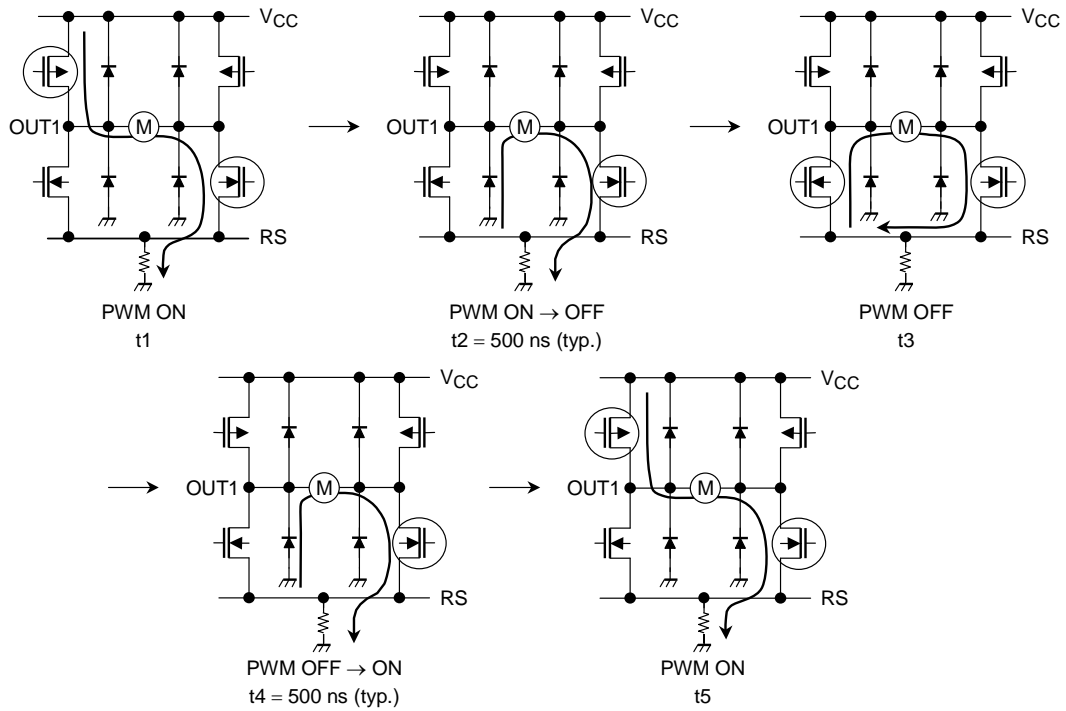 VCC
OUT1
M
RS
PWM ON
t1
VCC
OUT1
M
RS
PWM ON → OFF
t2 = 500 ns (typ.)
VCC
OUT1
M
RS
PWM OFF
t3
VCC
OUT1
M
RS
PWM OFF → ON
t4 = 500 ns (typ.)
VCC
OUT1
M
RS
PWM ON
t5